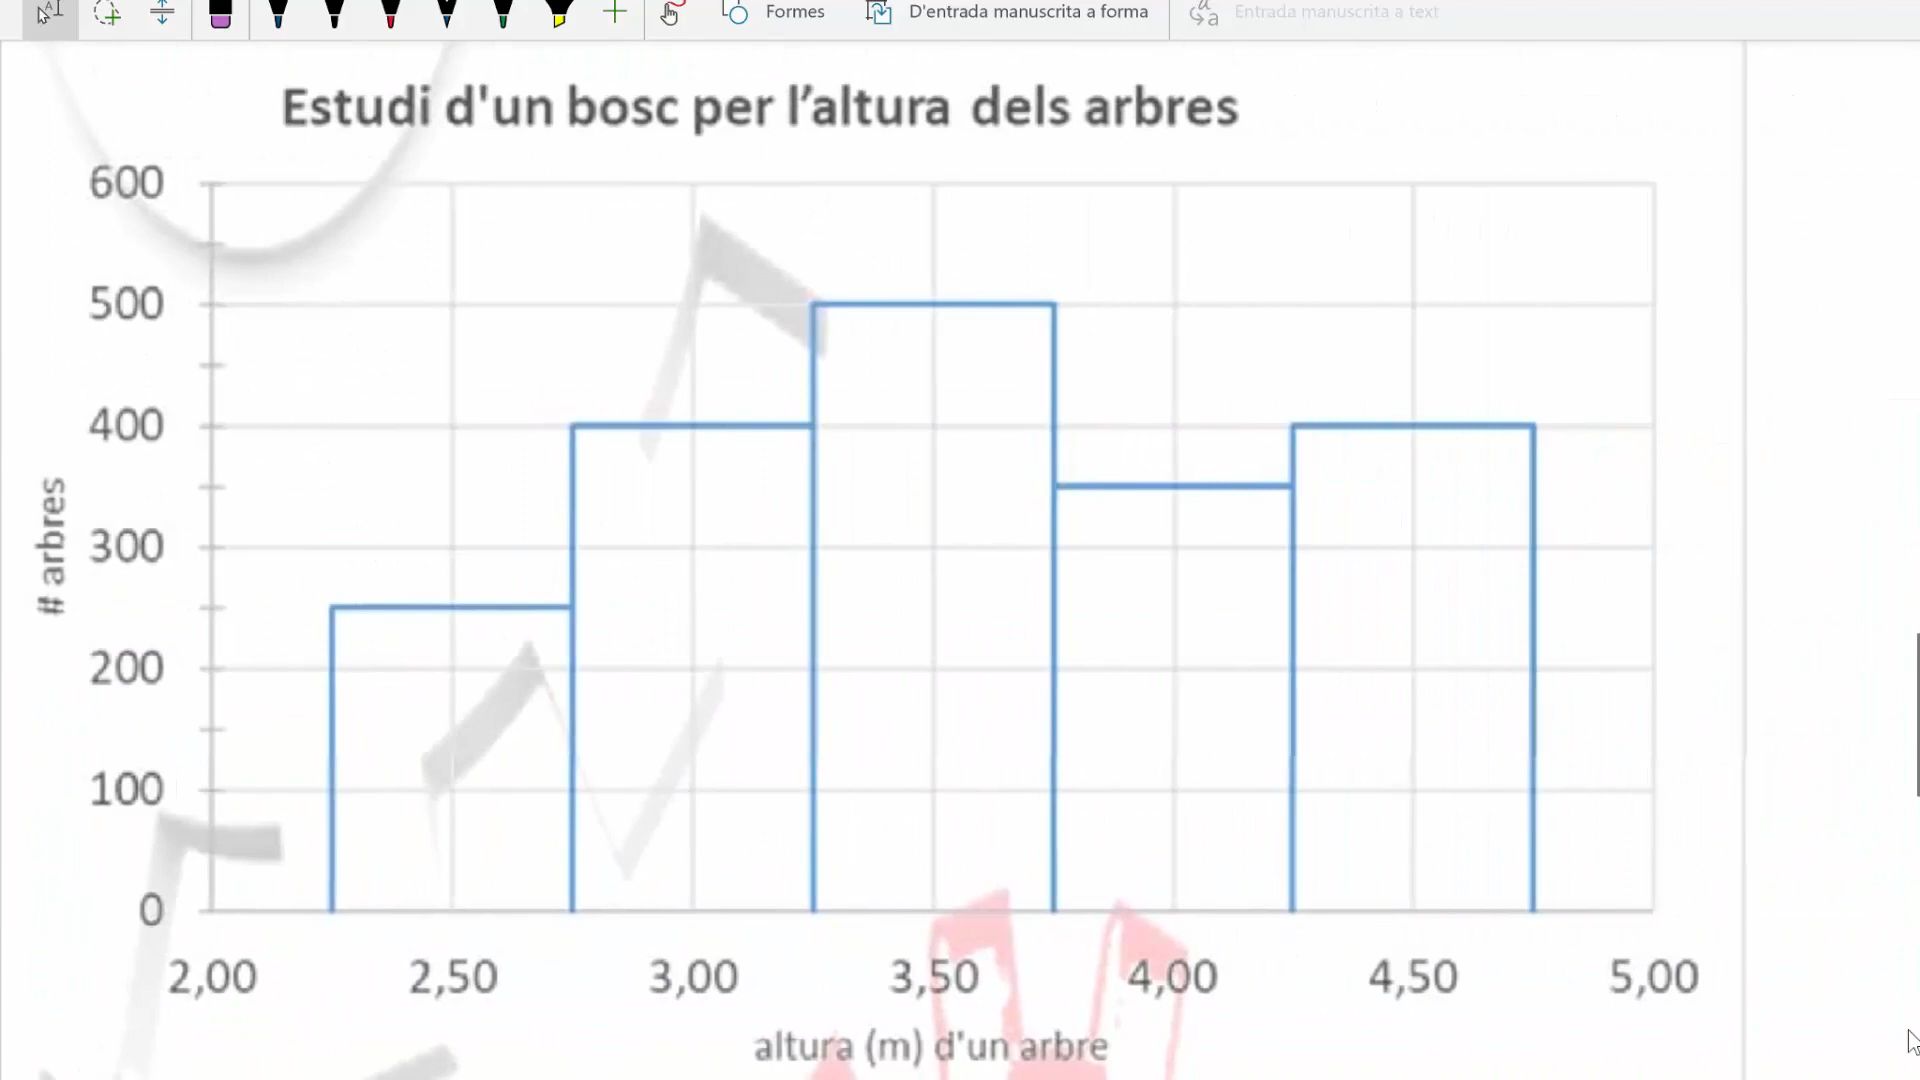 Formes D'entrada manuscrita a forma Entrada manuscrita a text
Estudi d'un bosc per l’altura dels arbres
600
500
400
300
200
100
0
# arbres
2,00 2,50 3,00 3,50 4,00 4,50 5,00
altura (m) d'un arbre